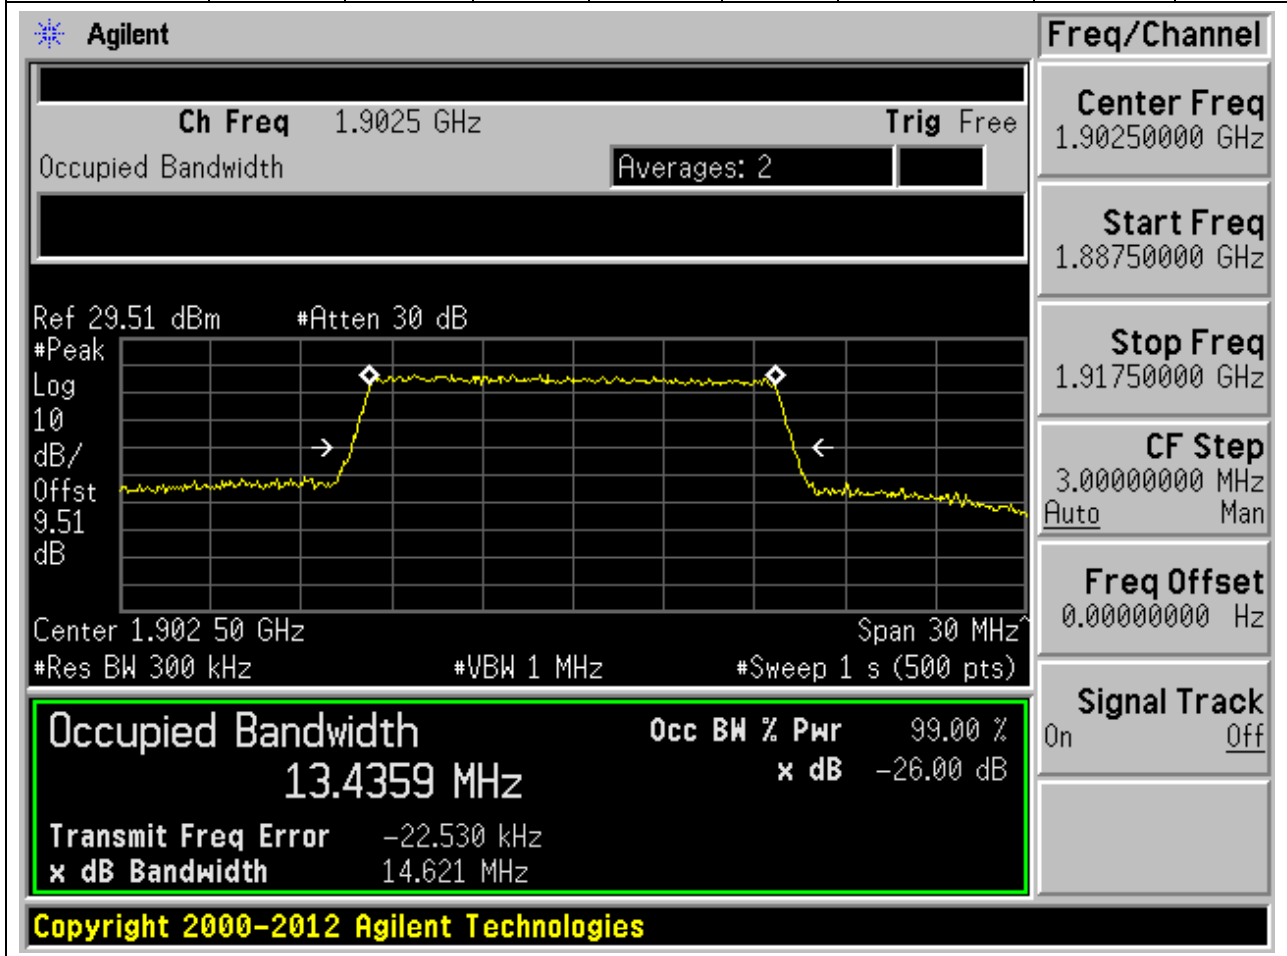 Agilent
Freq/Channel
Ch Freq 1.9025 GHz Trig Free
Occupied Bandwidth Averages: 2
Center Freq
1.90250000 GHz
Start Freq
1.88750000 GHz
Stop Freq
1.91750000 GHz
CF Step
3.00000000 MHz
Auto Man
Freq Offset
0.00000000 Hz
Signal Track
On Off
Ref 29.51 dBm #Atten 30 dB
#Peak
Log
10
dB/
Offst
9.51
dB
Center 1.902 50 GHz Span 30 MHz^
#Res BW 300 kHz #VBW 1 MHz #Sweep 1 s (500 pts)
Occupied Bandwidth Occ BW % Pwr 99.00 %
13.4359 MHz x dB -26.00 dB
Transmit Freq Error -22.530 kHz
x dB Bandwidth 14.621 MHz
Copyright 2000-2012 Agilent Technologies